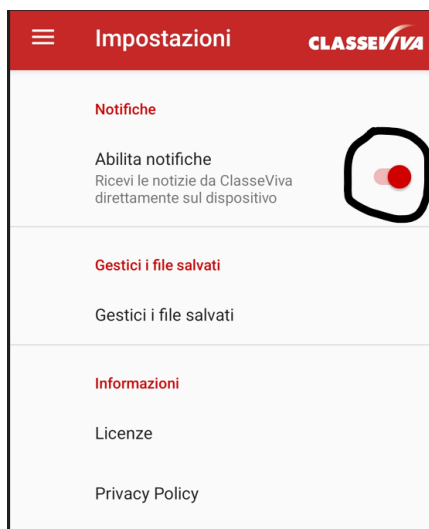 Impostazioni
CLASSEVIVA
Notifiche
Abilita notifiche
Ricevi le notizie da ClasseViva
direttamente sul dispositivo
Gestici i file salvati
Gestici i file salvati
Informazioni
Licenze
Privacy Policy